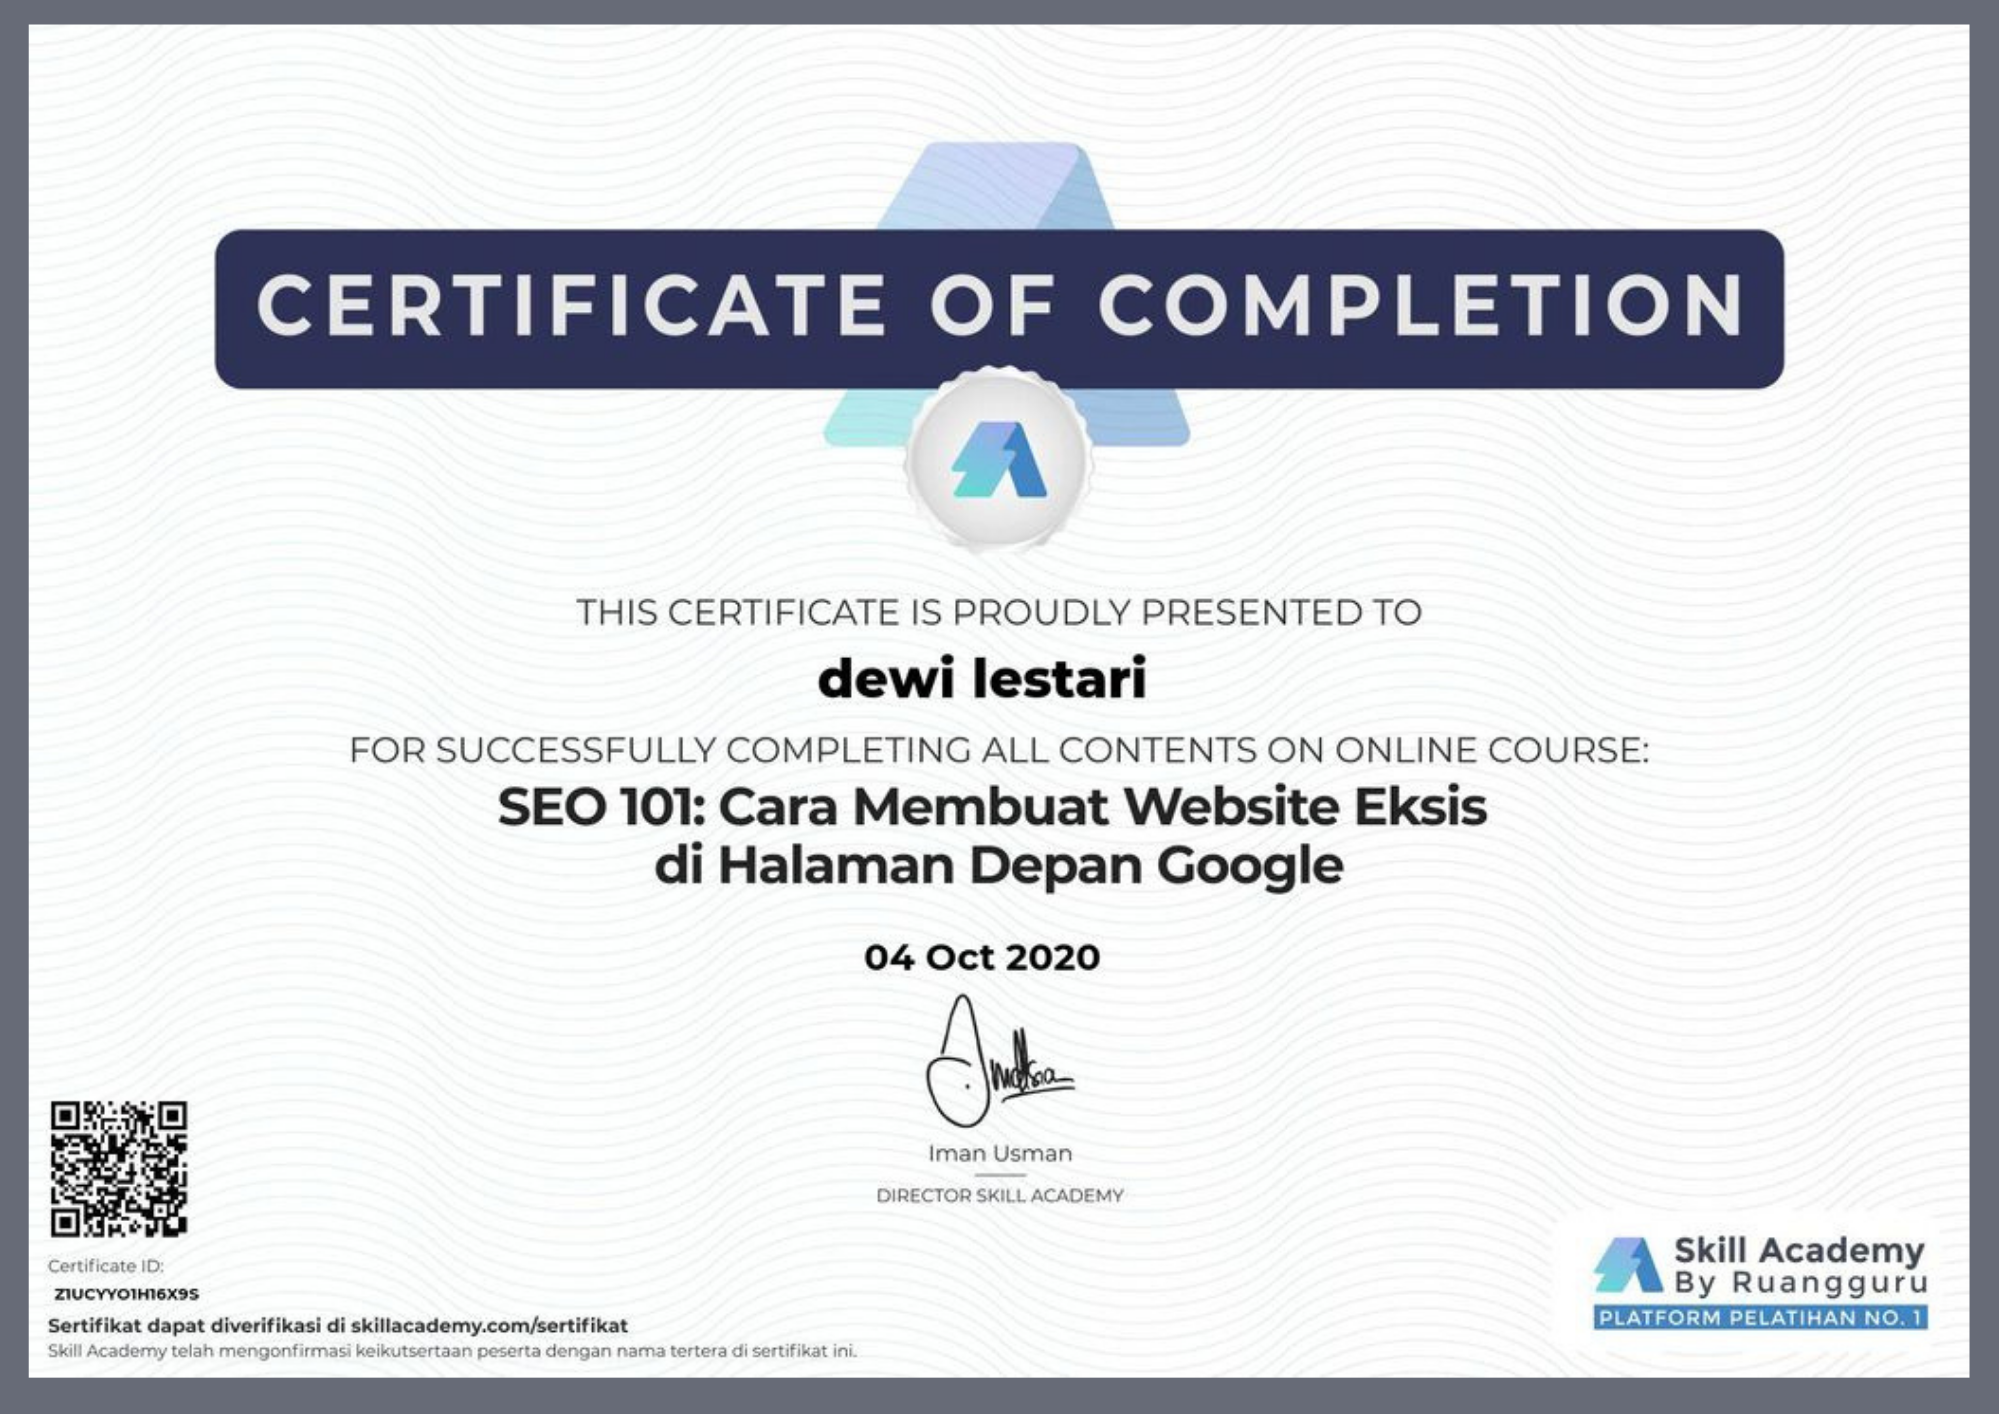 CERTIFICATE OF COMPLETION
THIS CERTIFICATE IS PROUDLY PRESENTED TO
dewi lestari
FOR SUCCESSFULLY COMPLETING ALL CONTENTS ON ONLINE COURSE:
SEO 101: Cara Membuat Website Eksis
di Halaman Depan Google
04 Oct 2020
Iman Usman
DIRECTOR SKILL ACADEMY
Certificate ID:
Z1UCYYO1H16X9S
Sertifikat dapat diverifikasi di skillacademy.com/sertifikat
Skill Academy telah mengonfirmasi keikutsertaan peserta dengan nama tertera di sertifikat ini.
Skill Academy
By Ruangguru
PLATFORM PELATIHAN NO. 1